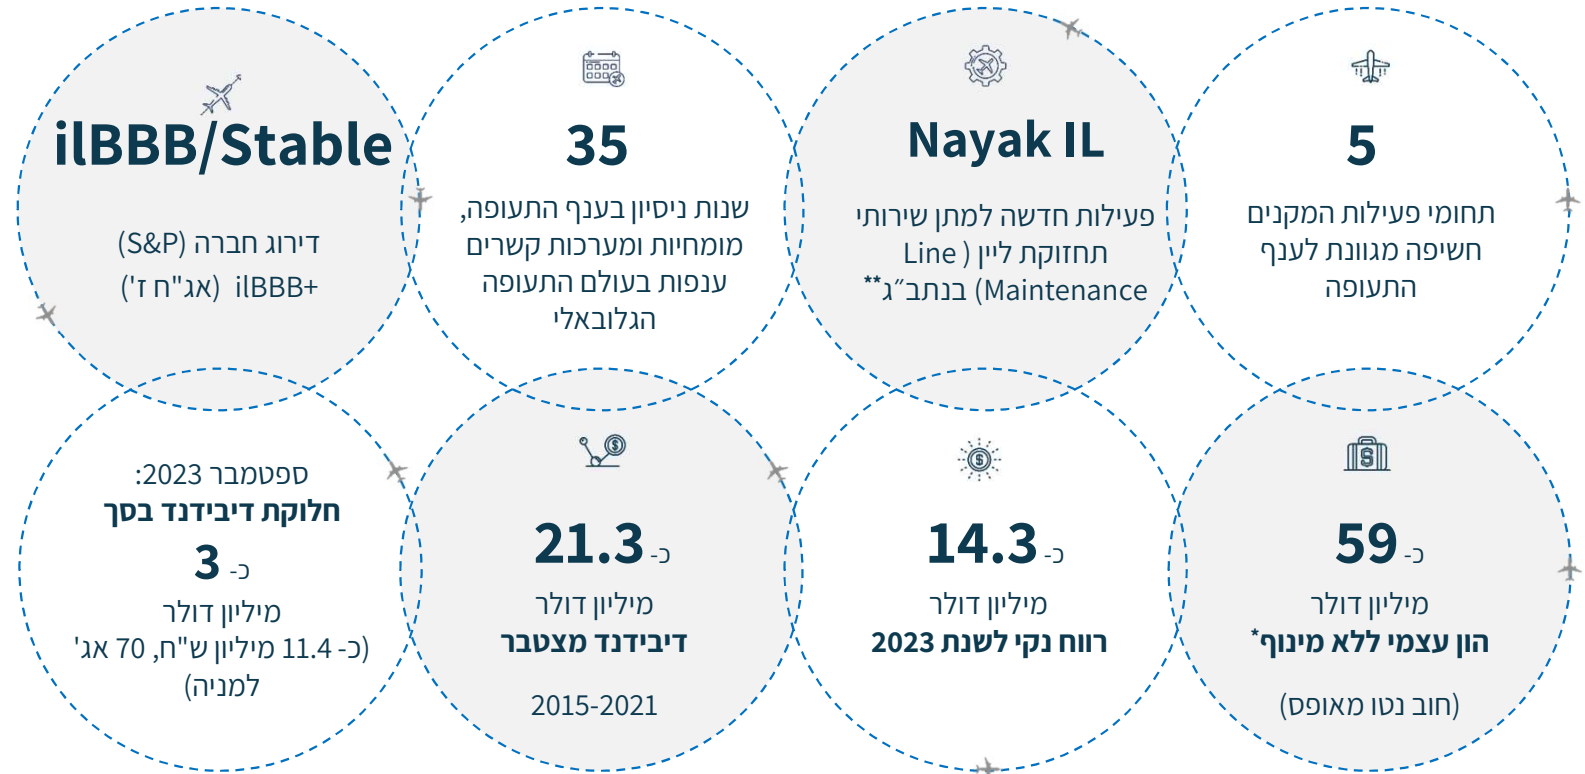 5
תחומי פעילות המקנים
חשיפה מגוונת לענף
התעופה
Nayak IL
פעילות חדשה למתן שירותי
תחזוקת ליין (Line
Maintenance) בנתב״ג**
35
שנות ניסיון בענף התעופה,
מומחיות ומערכות קשרים
ענפות בעולם התעופה
הגלובאלי
ilBBB/Stable
דירוג חברה (S&P)
ilBBB+ (אג"ח ז')
כ- 59
מיליון דולר
הון עצמי ללא מינוף*
(חוב נטו מאופס)
כ- 14.3
מיליון דולר
רווח נקי לשנת 2023
כ- 21.3
מיליון דולר
דיבידנד מצטבר
2015-2021
ספטמבר 2023:
חלוקת דיבידנד בסך
כ- 3
מיליון דולר
(כ- 11.4 מיליון ש"ח, 70 אג'
למניה)